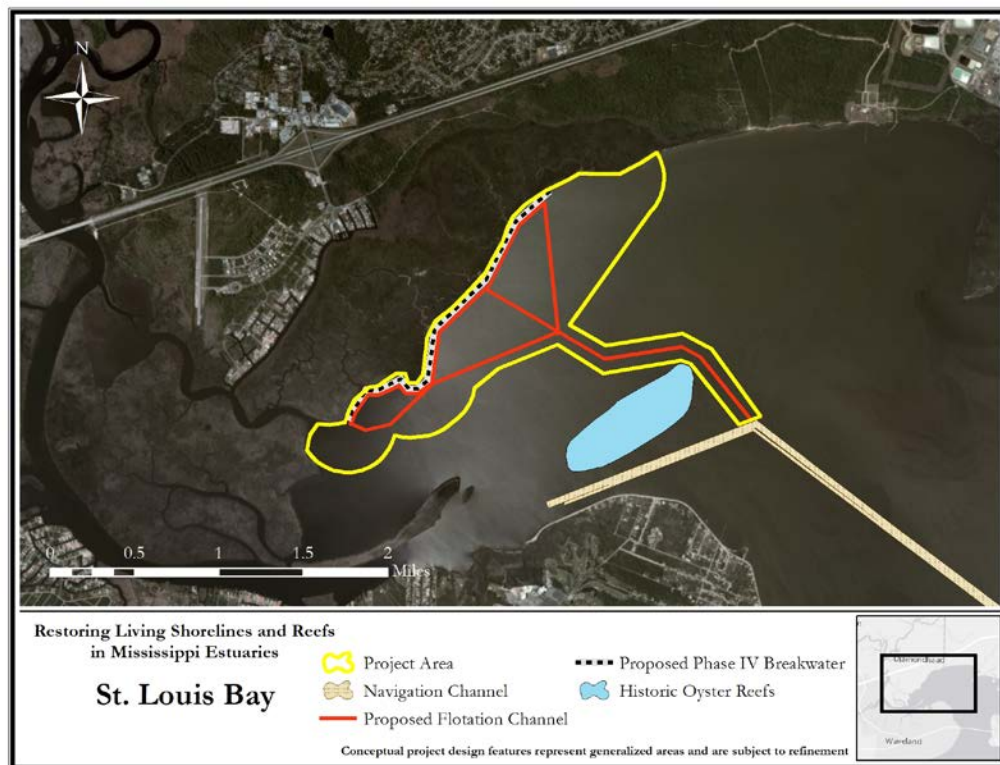 N
0 0.5 1 1.5 2
Miles
Restoring Living Shorelines and Reefs
in Mississippi Estuaries
St. Louis Bay
Project Area
Navigation Channel
Proposed Flotation Channel
Proposed Phase IV Breakwater
Historic Oyster Reefs
Conceptual project design features represent generalized areas and are subject to refinement
Diamondhead
Waveland